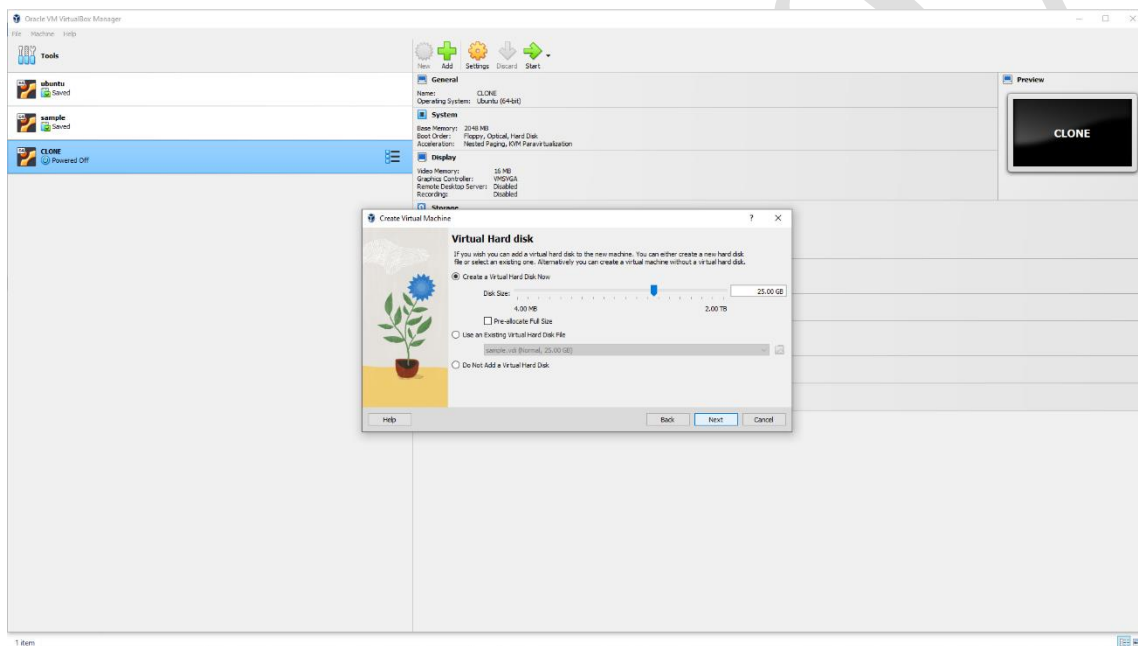 Oracle VM VirtualBox Manager
File Machine Help
Tools
New Add Settings Discard Start
ubuntu
Saved
sample
Saved
CLONE
Powered Off
General
Name: CLONE
Operating System: Ubuntu (64-bit)
System
Base Memory: 2048 MB
Boot Order: Floppy, Optical, Hard Disk
Acceleration: Nested Paging, KVM Paravirtualization
Display
Video Memory: 16 MB
Graphics Controller: VMSVGA
Remote Desktop Server: Disabled
Recording: Disabled
Storage
Preview
CLONE
Create Virtual Machine
Virtual Hard disk
If you wish you can add a virtual hard disk to the new machine. You can either create a new hard disk
file or select an existing one. Alternatively you can create a virtual machine without a virtual hard disk.
Create a Virtual Hard Disk Now
Disk Size: 25.00 GB
4.00 MB 2.00 TB
Pre-allocate Full Size
Use an Existing Virtual Hard Disk File
sample.vdi (Normal, 25.00 GB)
Do Not Add a Virtual Hard Disk
Help Back Next Cancel
1 item